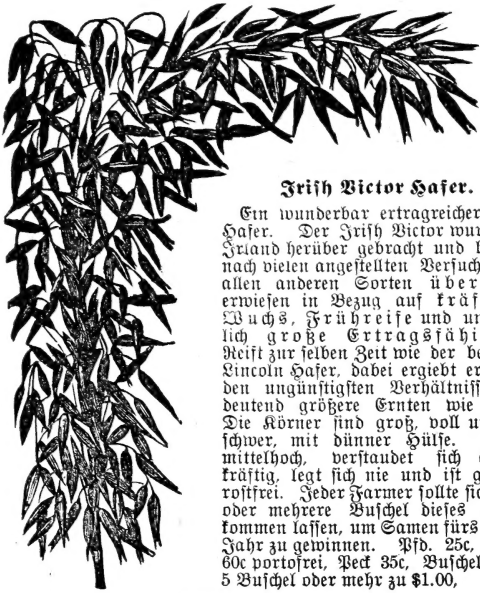 Irish Victor Hafer.
Ein wunderbar ertragreicher
Hafer. Der Irish Victor wur
Irland herüber gebracht und
nach vielen angestellten Versuch
allen anderen Sorten über
erwiesen in Bezug auf kräf
Wuchs, Frühreife und un
lich große Ertragsfähi
Reift zur selben Zeit wie der be
Lincoln Hafer, dabei ergiebt er
den ungünstigsten Verhältniss
deutend größere Ernten wie
Die Körner sind groß, voll u
schwer, mit dünner Hülse.
mittelhoch, verstaudet sich
kräftig, legt sich nie und ist g
rostfrei. Jeder Farmer sollte sic
oder mehrere Buschel dieses
kommen lassen, um Samen fürs
Jahr zu gewinnen. Pfd. 25c,
60c portofrei, Peck 35c, Buschel
5 Buschel oder mehr zu $1.00,